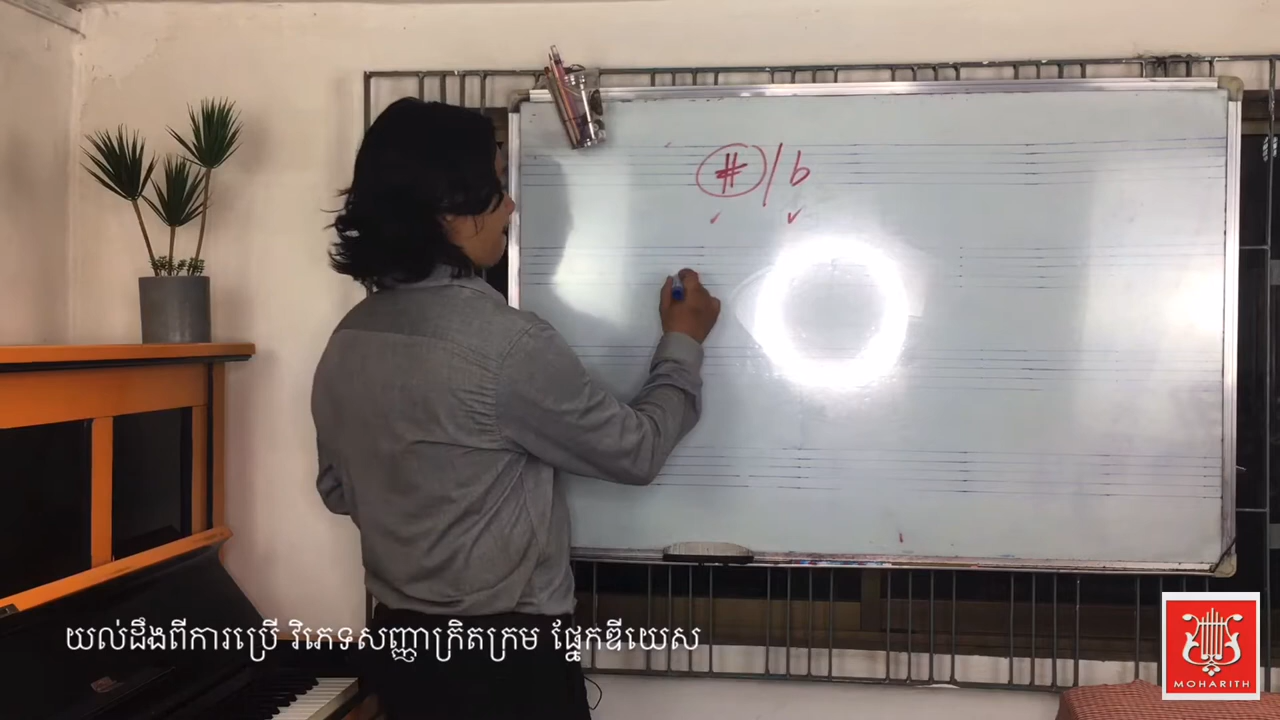 #/b
យល់ដឹងពីការប្រើ វិភេទសញ្ញាក្រិតក្រម ផ្នែកឌីយេស
MOHARITH